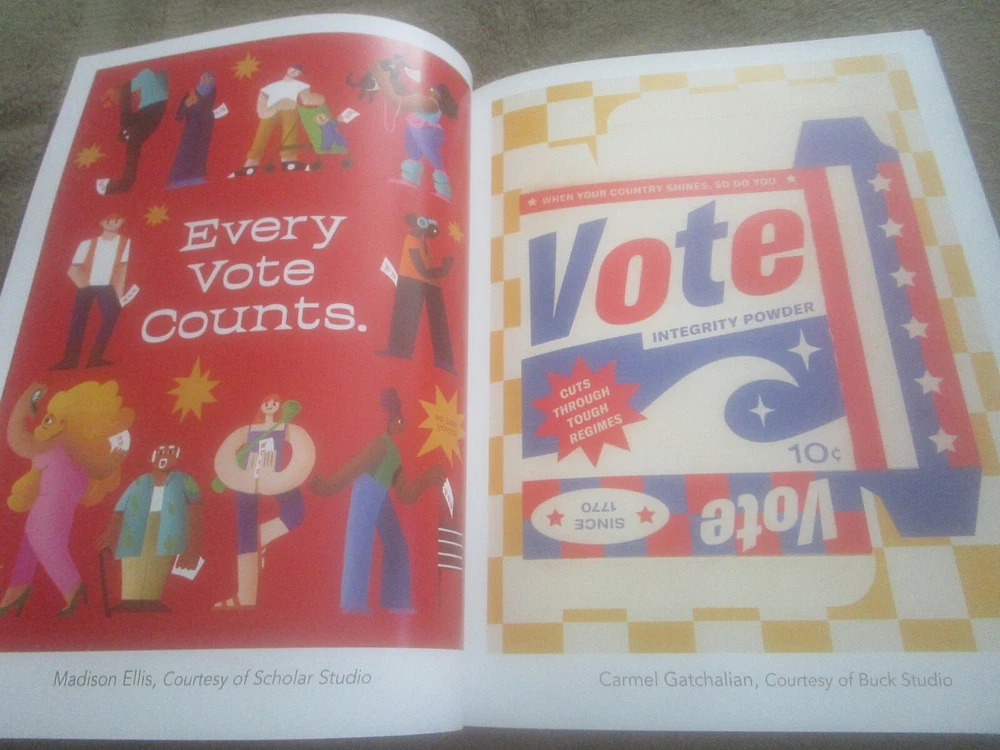 Every
Vote
Counts.
Madison Ellis, Courtesy of Scholar Studio
★ WHEN YOUR COUNTRY SHINES, SO DO YOU ★
Vote
INTEGRITY POWDER
CUTS
THROUGH
TOUGH
REGIMES
10¢
Vote
SINCE
1770
Carmel Gatchalian, Courtesy of Buck Studio